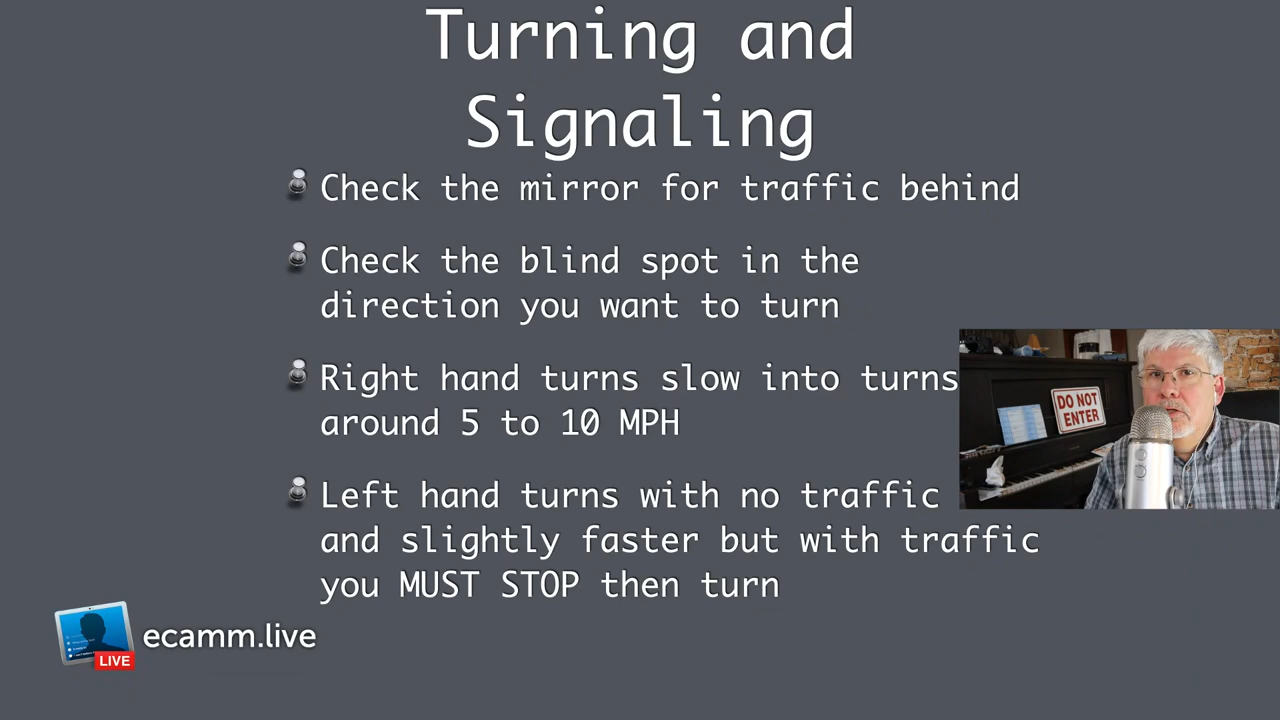 Turning and
Signaling
Check the mirror for traffic behind
Check the blind spot in the
direction you want to turn
Right hand turns slow into turns
around 5 to 10 MPH
DO NOT
ENTER
Left hand turns with no traffic
and slightly faster but with traffic
you MUST STOP then turn
ecamm.live
LIVE